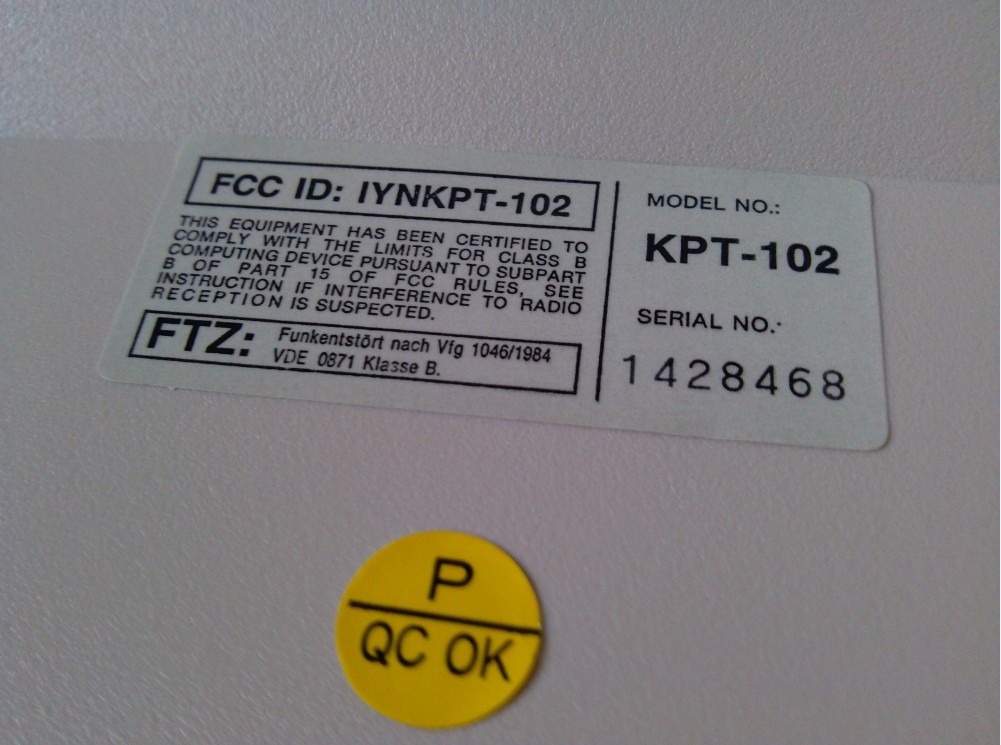 FCC ID: IYNKPT-102
THIS EQUIPMENT HAS BEEN CERTIFIED TO
COMPLY WITH THE LIMITS FOR CLASS B
COMPUTING DEVICE PURSUANT TO SUBPART
B OF PART 15 OF FCC RULES, SEE
INSTRUCTION IF INTERFERENCE TO RADIO
RECEPTION IS SUSPECTED.
FTZ: Funkentstört nach Vfg 1046/1984
VDE 0871 Klasse B.
MODEL NO.:
KPT-102
SERIAL NO.:
1428468
P
QC OK